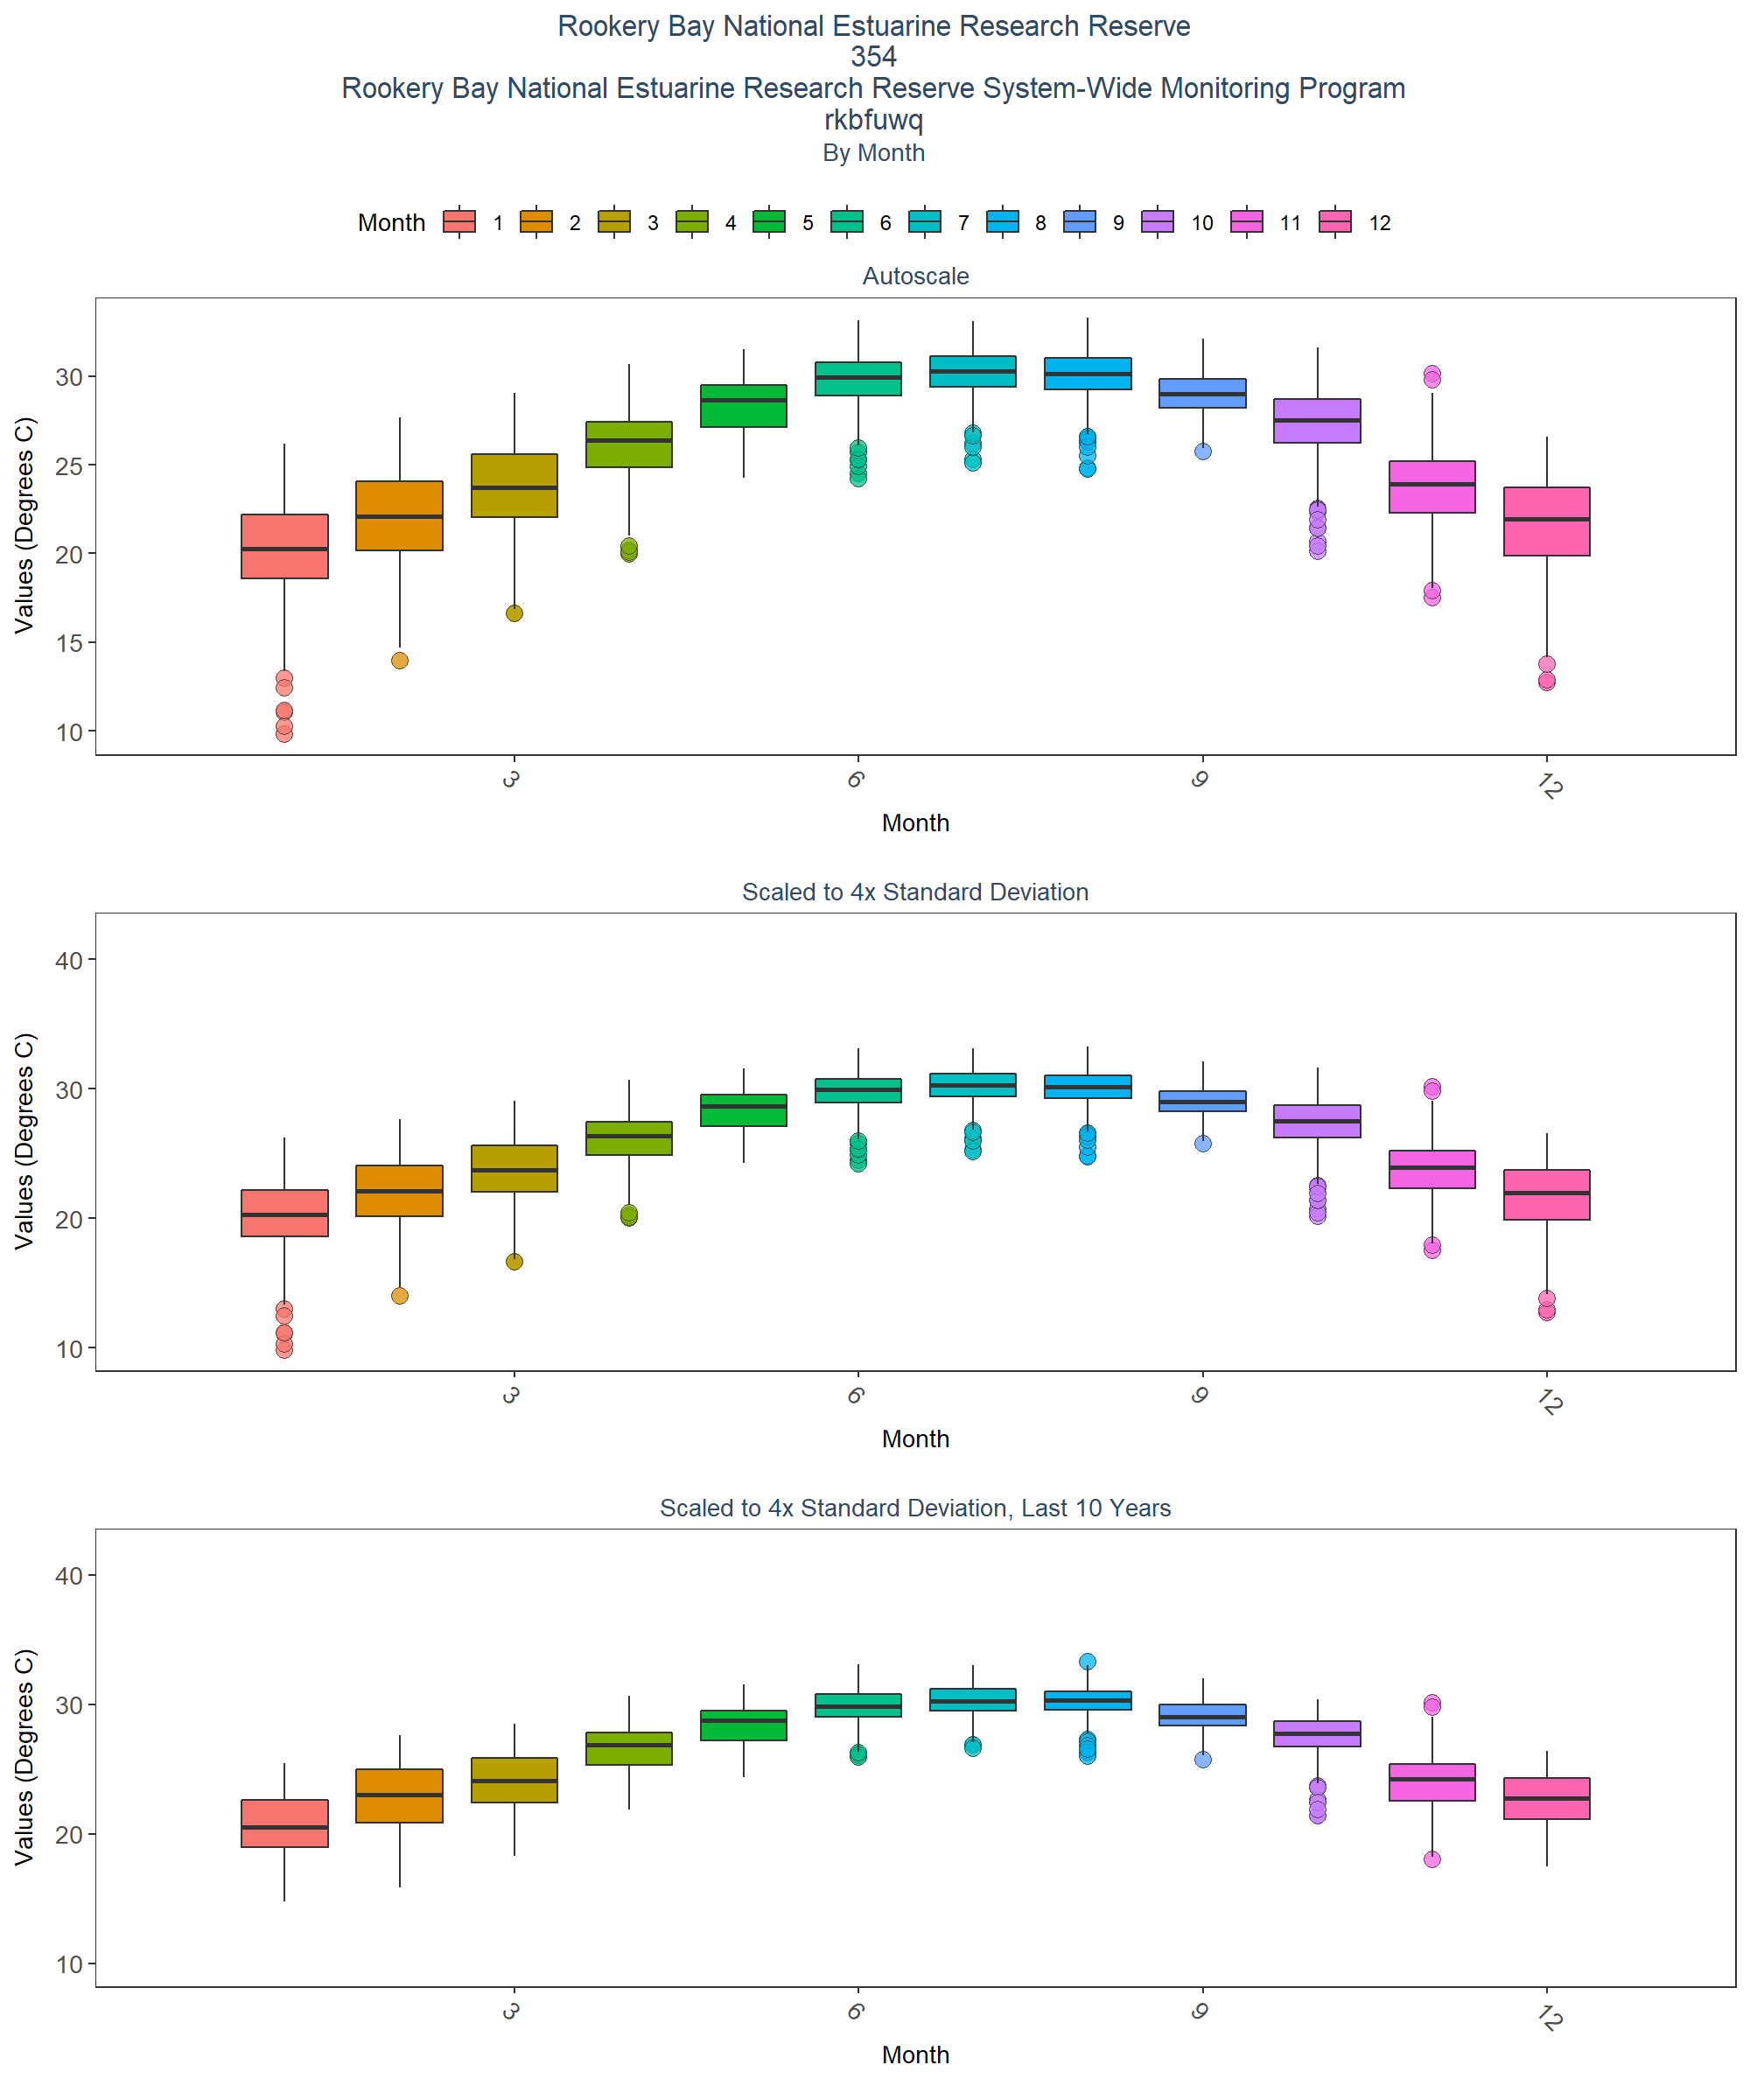 Rookery Bay National Estuarine Research Reserve
354
Rookery Bay National Estuarine Research Reserve System-Wide Monitoring Program
rkbfuwq
By Month
Month 1 2 3 4 5 6 7 8 9 10 11 12
Autoscale
Values (Degrees C)
30
25
20
15
10
3 6 9 12
Month
Scaled to 4x Standard Deviation
Values (Degrees C)
40
30
20
10
3 6 9 12
Month
Scaled to 4x Standard Deviation, Last 10 Years
Values (Degrees C)
40
30
20
10
3 6 9 12
Month